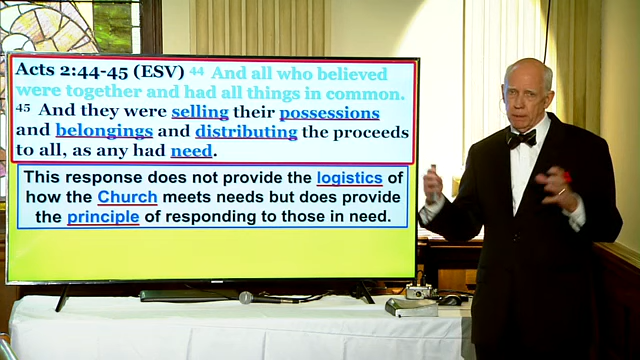 Acts 2:44-45 (ESV) 44 And all who believed
were together and had all things in common.
45 And they were selling their possessions
and belongings and distributing the proceeds
to all, as any had need.
This response does not provide the logistics of
how the Church meets needs but does provide
the principle of responding to those in need.